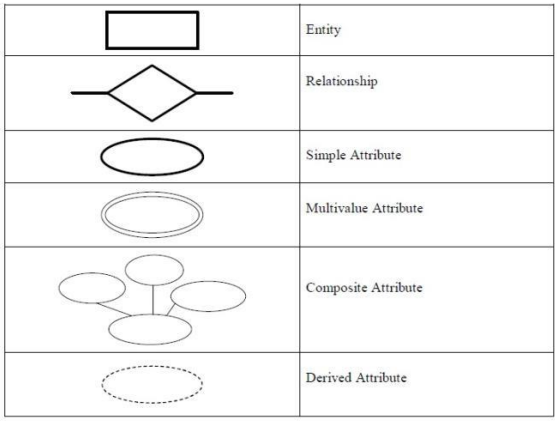 Entity
Relationship
Simple Attribute
Multivalue Attribute
Composite Attribute
Derived Attribute